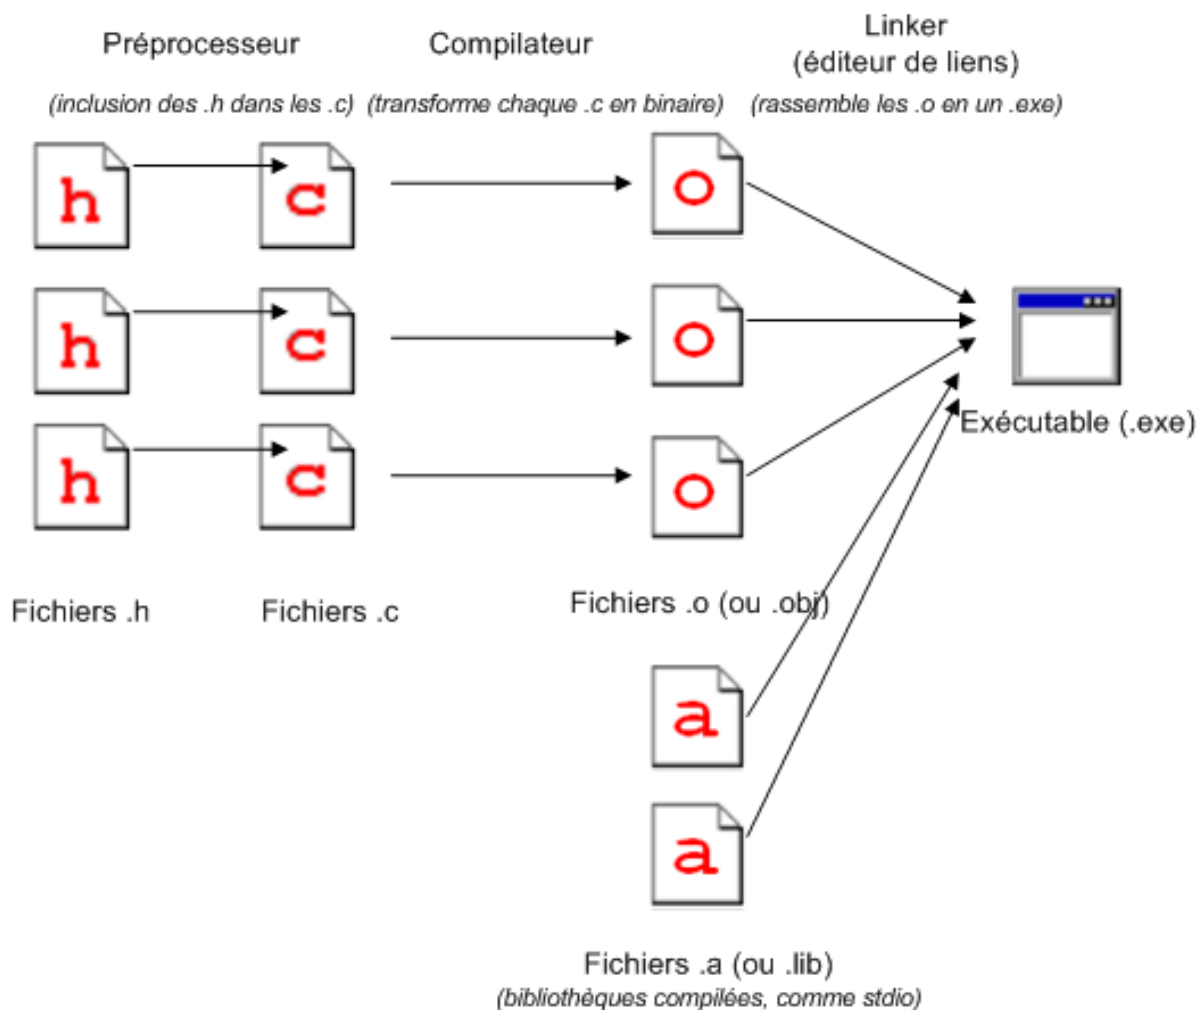 Préprocesseur
Compilateur
Linker
(éditeur de liens)
(inclusion des .h dans les .c)
(transforme chaque .c en binaire)
(rassemble les .o en un .exe)
h
c
o
h
c
o
h
c
o
Exécutable (.exe)
Fichiers .h
Fichiers .c
Fichiers .o (ou .obj)
a
a
Fichiers .a (ou .lib)
(bibliothèques compilées, comme stdio)